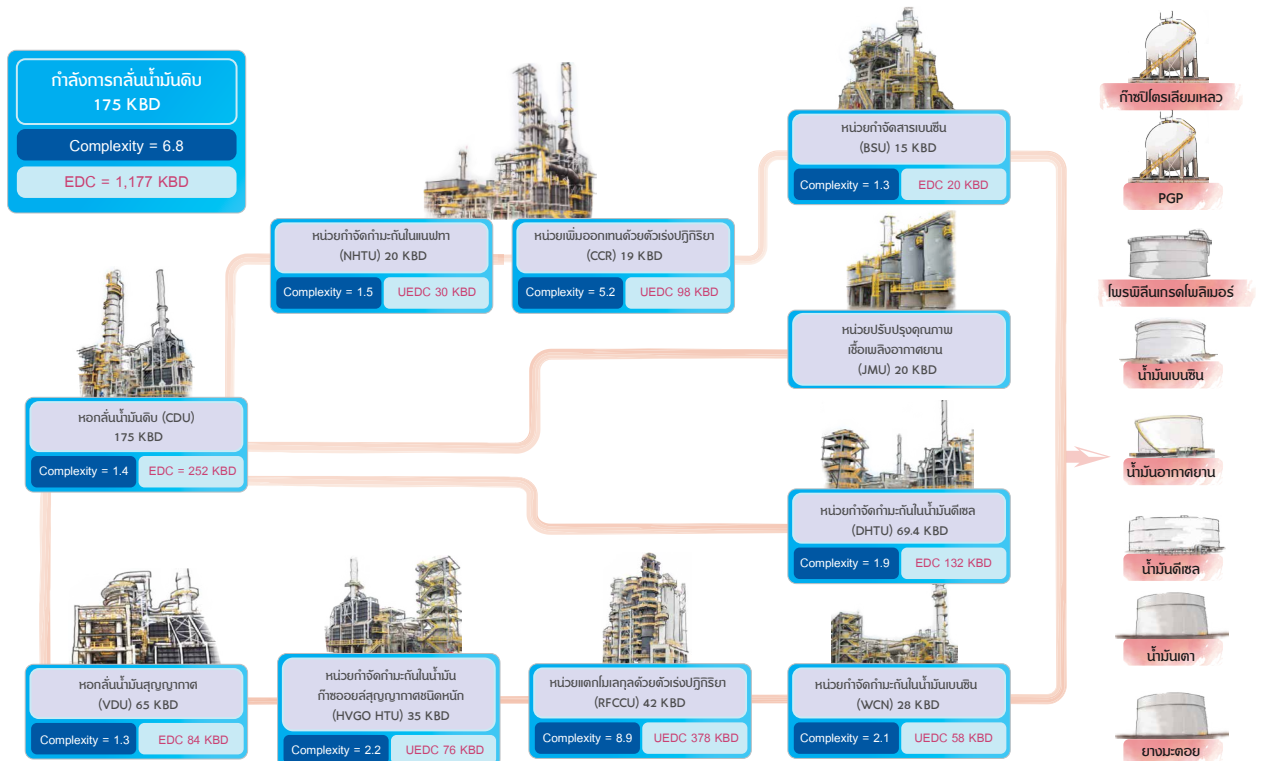 กำลังการกลั่นน้ำมันดิบ
175 KBD
Complexity = 6.8
EDC = 1,177 KBD
หน่วยกำจัดสารเบนซีน
(BSU) 15 KBD
Complexity = 1.3
EDC 20 KBD
หน่วยกำจัดกำมะถันในแนฟทา
(NHTU) 20 KBD
Complexity = 1.5
UEDC 30 KBD
หน่วยเพิ่มออกเทนด้วยตัวเร่งปฏิกิริยา
(CCR) 19 KBD
Complexity = 5.2
UEDC 98 KBD
หน่วยปรับปรุงคุณภาพ
เชื้อเพลิงอากาศยาน
(JMU) 20 KBD
หอกลั่นน้ำมันดิบ (CDU)
175 KBD
Complexity = 1.4
EDC = 252 KBD
หน่วยกำจัดกำมะถันในน้ำมันดีเซล
(DHTU) 69.4 KBD
Complexity = 1.9
EDC 132 KBD
หอกลั่นน้ำมันสุญญากาศ
(VDU) 65 KBD
Complexity = 1.3
EDC 84 KBD
หน่วยกำจัดกำมะถันในน้ำมัน
ก๊าซออยล์สุญญากาศชนิดหนัก
(HVGO HTU) 35 KBD
Complexity = 2.2
UEDC 76 KBD
หน่วยแตกโมเลกุลด้วยตัวเร่งปฏิกิริยา
(RFCCU) 42 KBD
Complexity = 8.9
UEDC 378 KBD
หน่วยกำจัดกำมะถันในน้ำมันเบนซิน
(WCN) 28 KBD
Complexity = 2.1
UEDC 58 KBD
ก๊าซปิโตรเลียมเหลว
PGP
โพรพิลีนเกรดโพลิเมอร์
น้ำมันเบนซิน
น้ำมันอากาศยาน
น้ำมันดีเซล
น้ำมันเตา
ยางมะตอย